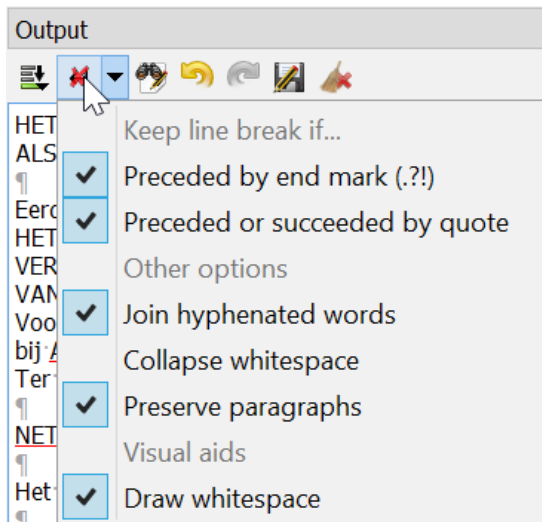 Output
HET
Keep line break if...
ALS
¶
Preceded by end mark (.?!)
Preceded or succeeded by quote
HET
VER
Other options
VAN
Voo
Join hyphenated words
bij
Collapse whitespace
Ter
¶
Preserve paragraphs
NET
Visual aids
¶
Het
Draw whitespace
¶